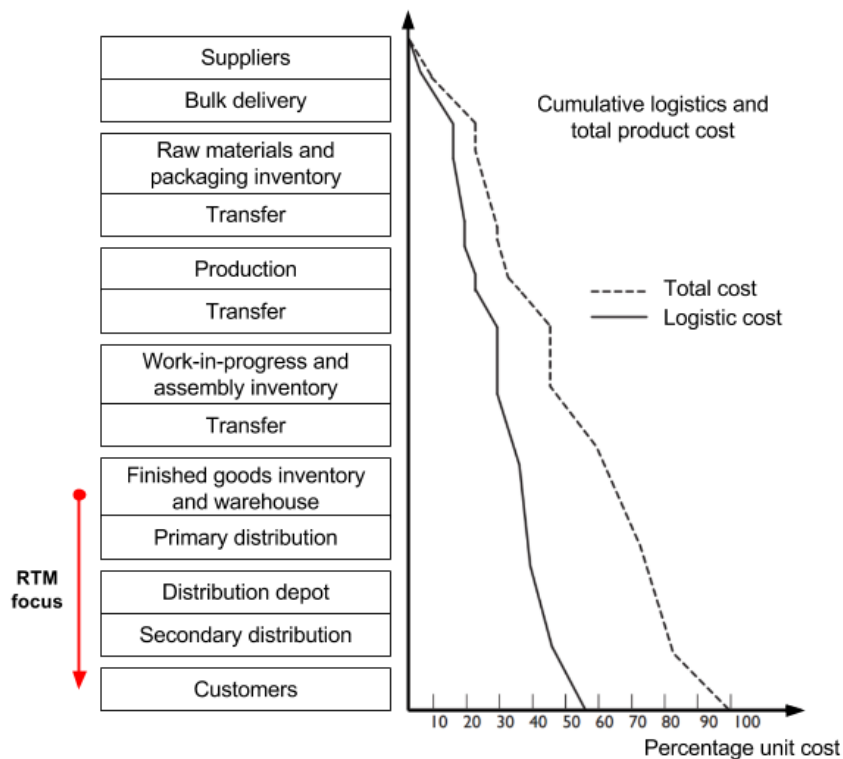 Suppliers
Bulk delivery
Raw materials and
packaging inventory
Transfer
Production
Transfer
Work-in-progress and
assembly inventory
Transfer
Finished goods inventory
and warehouse
Primary distribution
Distribution depot
Secondary distribution
Customers
RTM
focus
Cumulative logistics and
total product cost
Total cost
Logistic cost
10 20 30 40 50 60 70 80 90 100
Percentage unit cost